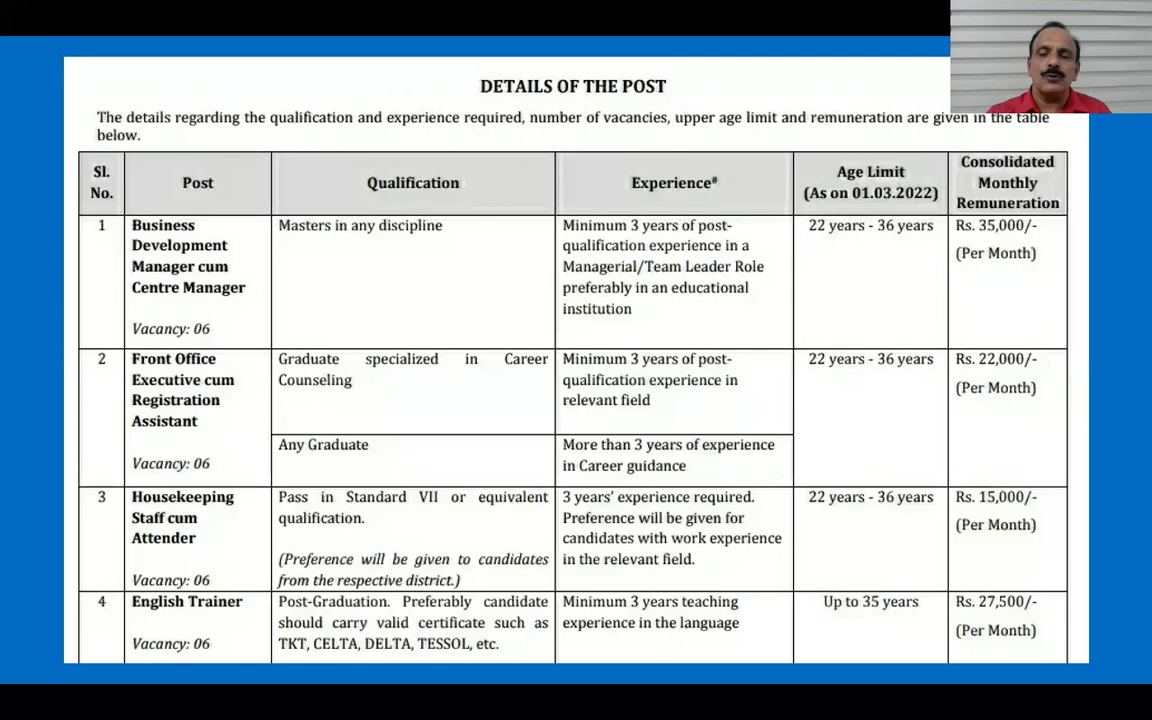 DETAILS OF THE POST
The details regarding the qualification and experience required, number of vacancies, upper age limit and remuneration are given in the table
below.
Sl. No.
Post
Qualification
Experience#
Age Limit
(As on 01.03.2022)
Consolidated
Monthly
Remuneration
1
Business
Development
Manager cum
Centre Manager
Vacancy: 06
Masters in any discipline
Minimum 3 years of post-
qualification experience in a
Managerial/Team Leader Role
preferably in an educational
institution
22 years - 36 years
Rs. 35,000/-
(Per Month)
2
Front Office
Executive cum
Registration
Assistant
Vacancy: 06
Graduate specialized in Career
Counseling
Minimum 3 years of post-
qualification experience in
relevant field
Any Graduate
More than 3 years of experience
in Career guidance
22 years - 36 years
Rs. 22,000/-
(Per Month)
3
Housekeeping
Staff cum
Attender
Vacancy: 06
Pass in Standard VII or equivalent
qualification.
(Preference will be given to candidates
from the respective district.)
3 years' experience required.
Preference will be given for
candidates with work experience
in the relevant field.
22 years - 36 years
Rs. 15,000/-
(Per Month)
4
English Trainer
Vacancy: 06
Post-Graduation. Preferably candidate
should carry valid certificate such as
TKT, CELTA, DELTA, TESSOL, etc.
Minimum 3 years teaching
experience in the language
Up to 35 years
Rs. 27,500/-
(Per Month)